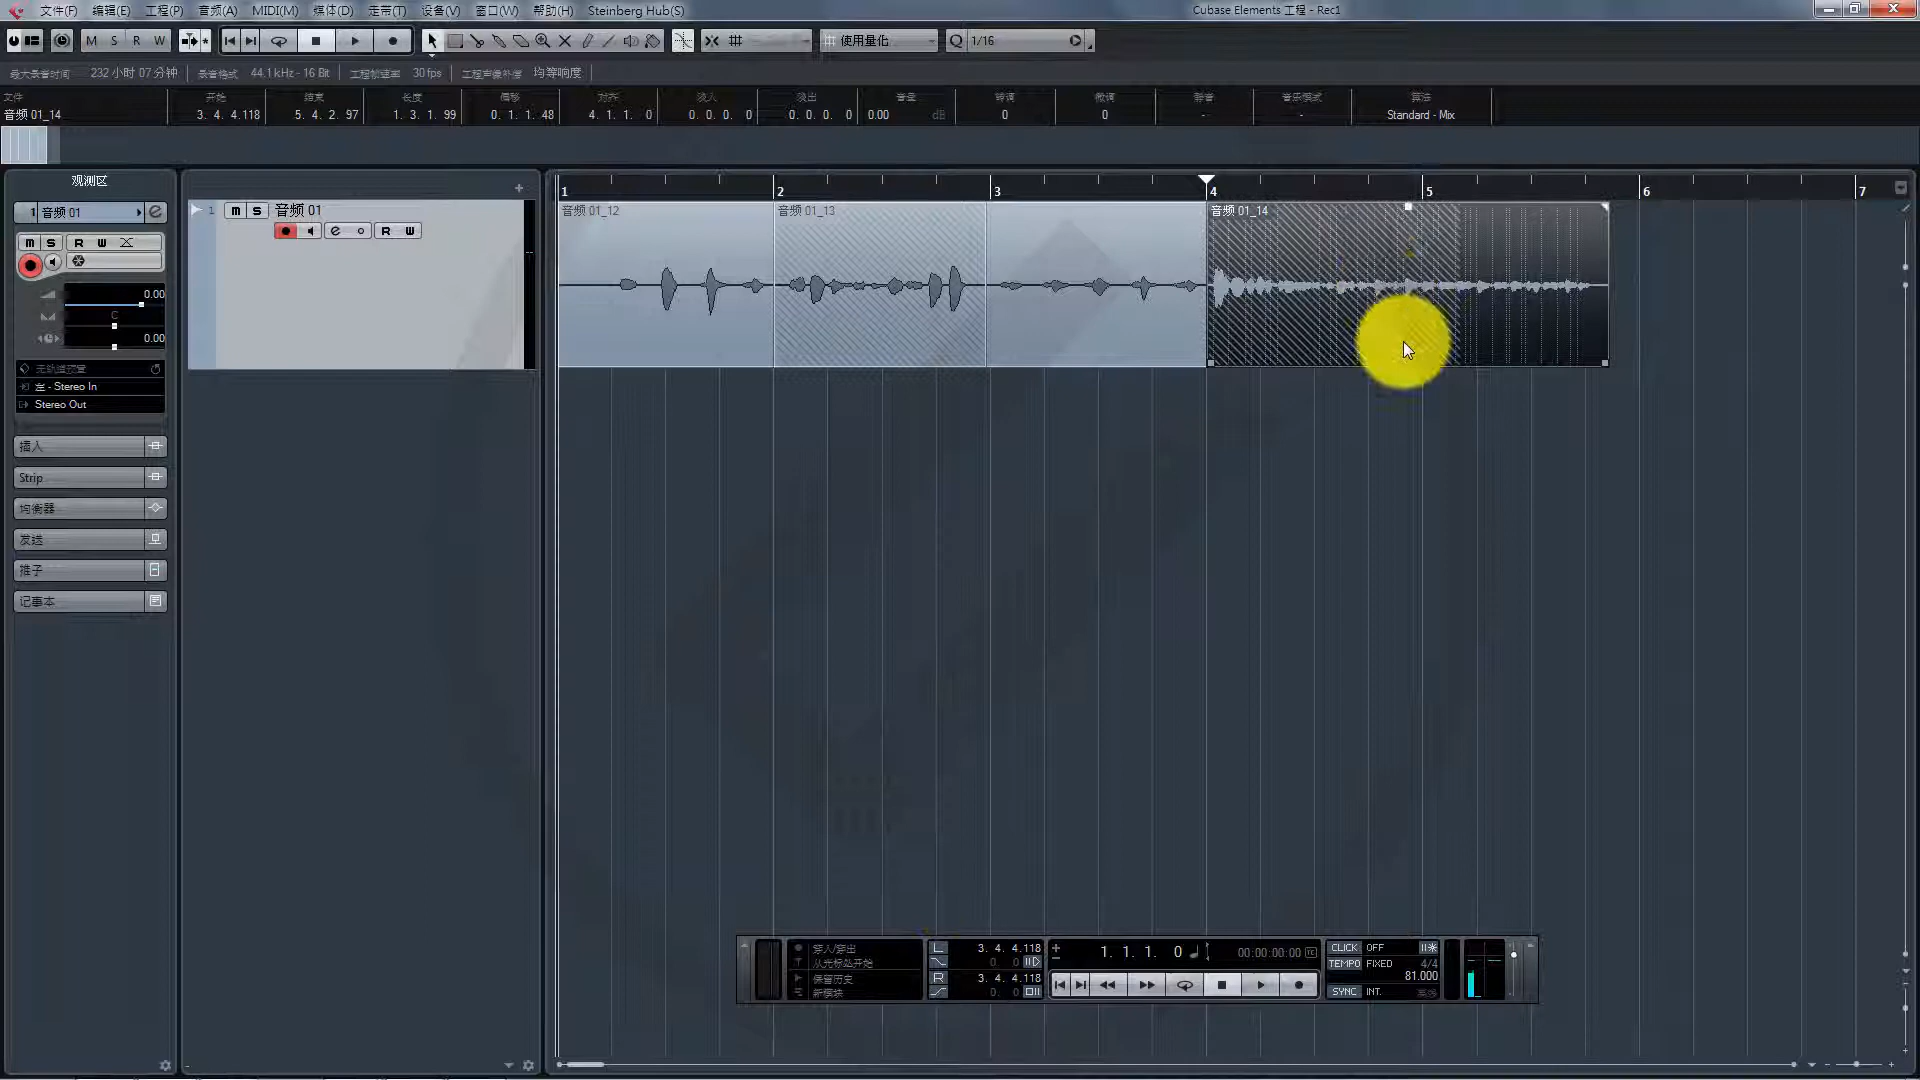 文件(F) 编辑(E) 工程(P) 音频(A) MIDI(M) 媒体(D) 走带(T) 设备(V) 窗口(W) 帮助(H) Steinberg Hub(S) Cubase Elements 工程 - Rec1
M S R W 使用量化 Q 1/16
最大录音时间 232 小时 07 分钟 录音格式 44.1 kHz - 16 Bit 工程帧速率 30 fps 工程声像补偿 均等响度
文件 开始 结束 长度 偏移 对齐 淡入 淡出 音量 转调 微调 静音 音乐模式 算法
音频 01_14 3. 4. 4.118 5. 4. 2. 97 1. 3. 1. 99 0. 1. 1. 48 4. 1. 1. 0 0. 0. 0. 0 0. 0. 0. 0 0.00 dB 0 0 - - Standard - Mix
观测区
1 2 3 4 5 6 7
1 音频 01
1 m S 音频 01
音频 01_12 音频 01_13 音频 01_14
R W
m S R W
0.00
C
0.00
无轨道预置
左 - Stereo In
Stereo Out
插入
Strip
均衡器
发送
推子
记事本
穿入/穿出
从光标处开始
保留历史
新模块
L 3. 4. 4.118
0. 0
R 3. 4. 4.118
0. 0
1. 1. 1. 0 00:00:00:00
CLICK OFF
TEMPO FIXED 4/4
81.000
SYNC INT.